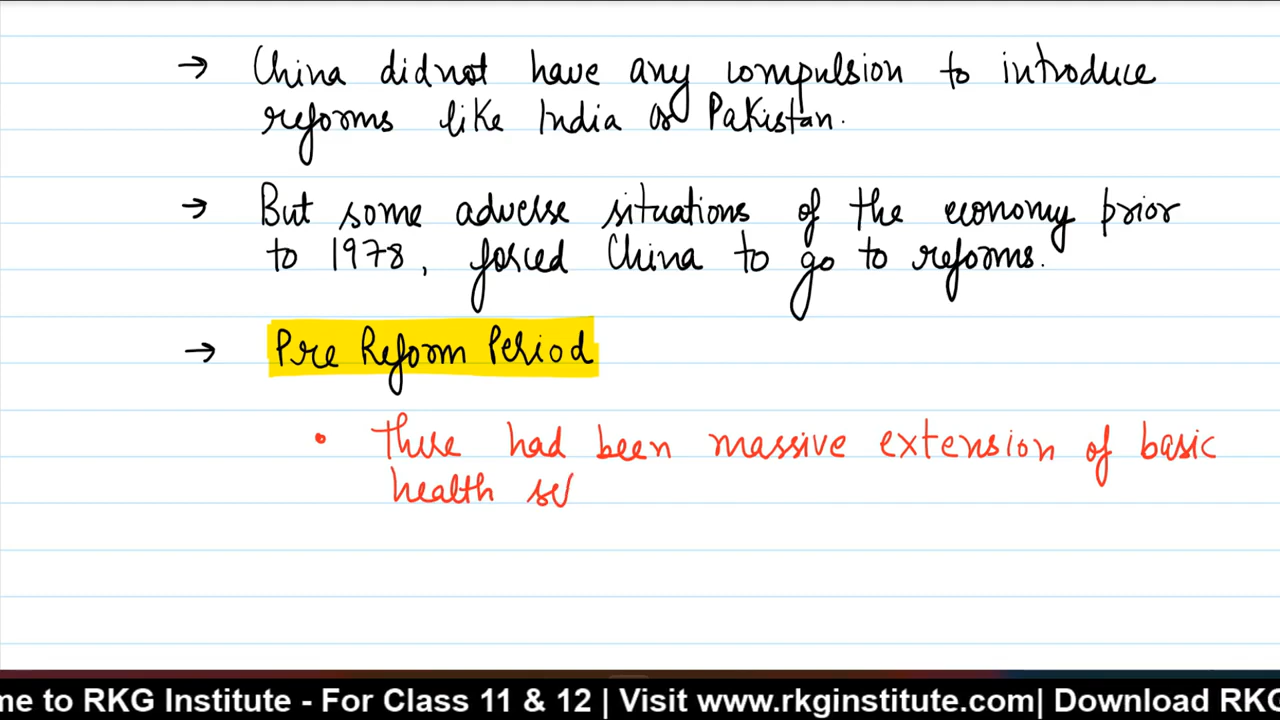 → China didnot have any compulsion to introduce
reforms like India or Pakistan.
→ But some adverse situations of the economy prior
to 1978, forced China to go to reforms.
→ Pre Reform Period
• There had been massive extension of basic
health ser
me to RKG Institute - For Class 11 & 12 | Visit www.rkginstitute.com| Download RKG